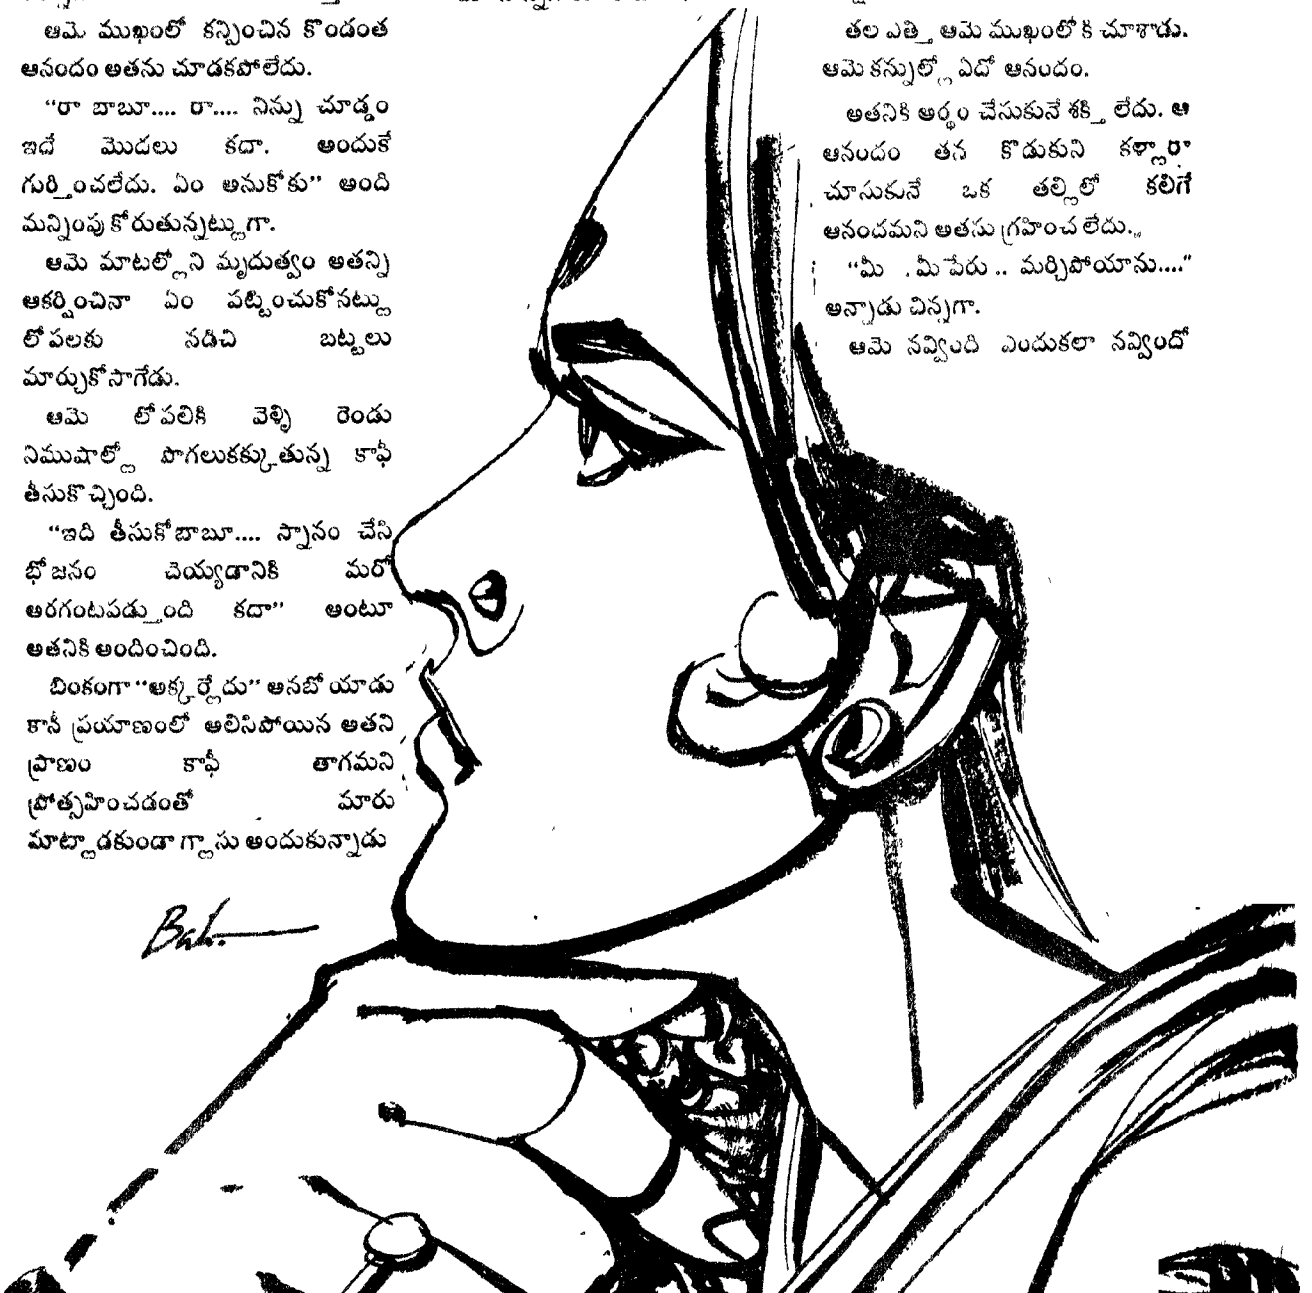 ఆమె ముఖంలో కన్పించిన కొండంత
ఆనందం అతను చూడకపోలేదు.
“రా బాబూ.... రా.... నిన్ను చూడ్డం
ఇదే మొదలు కదా. అందుకే
గుర్తించలేదు. ఏం అనుకోకు” అంది
మన్నింపు కోరుతున్నట్లుగా.
ఆమె మాటల్లోని మృదుత్వం అతన్ని
ఆకర్షించినా ఏం పట్టించుకోనట్లు
లోపలకు నడిచి బట్టలు
మార్చుకోసాగేడు.
ఆమె లోపలికి వెళ్ళి రెండు
నిముషాల్లో పొగలుకక్కుతున్న కాఫీ
తీసుకొచ్చింది.
“ఇది తీసుకోబాబూ.... స్నానం చేసి
భోజనం చెయ్యడానికి మరో
అరగంటపడ్తుంది కదా” అంటూ
అతనికి అందించింది.
బింకంగా “అక్కర్లేదు” అనబోయాడు
కానీ ప్రయాణంలో అలిసిపోయిన అతని
ప్రాణం కాఫీ తాగమని
ప్రోత్సహించడంతో మారు
మాట్లాడకుండా గ్లాసు అందుకున్నాడు
తల ఎత్తి ఆమె ముఖంలోకి చూశాడు.
ఆమె కన్నుల్లో ఏదో ఆనందం.
అతనికి అర్థం చేసుకునే శక్తి లేదు. ఆ
ఆనందం తన కొడుకుని కళ్ళారా
చూసుకునే ఒక తల్లిలో కలిగే
ఆనందమని అతను గ్రహించలేదు..
“మీ . మీపేరు .. మర్చిపోయాను....”
అన్నాడు చిన్నగా.
ఆమె నవ్వింది ఎందుకలా నవ్విందో